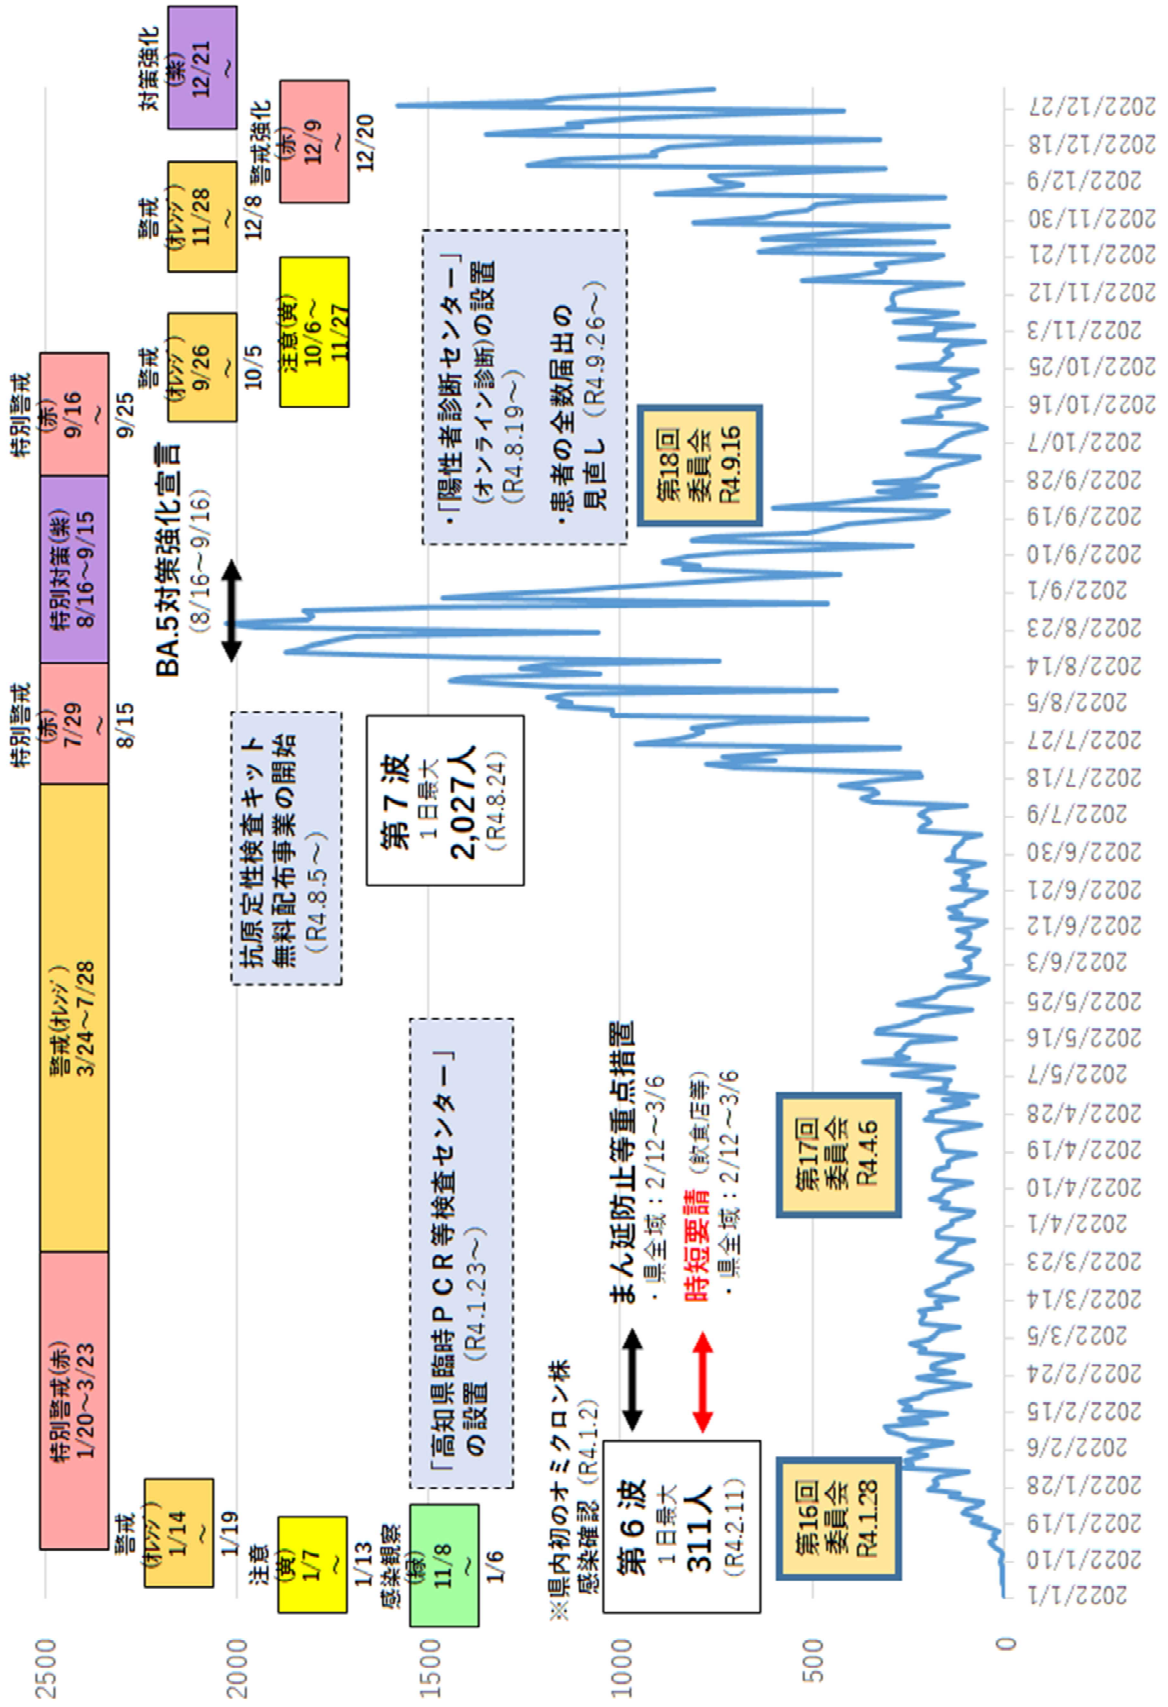 特別警戒(赤)
1/20～3/23
警戒(オレンジ)
3/24～7/28
特別警戒
(赤)
7/29
～
8/15
特別対策(紫)
8/16～9/15
特別警戒
(赤)
9/16
～
9/25
警戒
(オレンジ)
1/14
～
1/19
注意
(黄)
1/7
～
1/13
感染観察
(緑)
11/8
～
1/6
警戒
(オレンジ)
9/26
～
10/5
注意(黄)
10/6～
11/27
警戒
(オレンジ)
11/28
～
12/8
警戒強化
(赤)
12/9
～
12/20
対策強化
(紫)
12/21
～
BA.5対策強化宣言
(8/16～9/16)
抗原定性検査キット
無料配布事業の開始
(R4.8.5～)
「高知県臨時PCR等検査センター」
の設置（R4.1.23～）
・「陽性者診断センター」
(オンライン診断)の設置
(R4.8.19～)
・患者の全数届出の
見直し（R4.9.26～)
第7波
1日最大
2,027人
(R4.8.24)
※県内初のオミクロン株
感染確認（R4.1.2)
第6波
1日最大
311人
(R4.2.11)
まん延防止等重点措置
・県全域：2/12～3/6
時短要請（飲食店等）
・県全域：2/12～3/6
第16回
委員会
R4.1.28
第17回
委員会
R4.4.6
第18回
委員会
R4.9.16
2500
2000
1500
1000
500
0
2022/1/1
2022/1/10
2022/1/19
2022/1/28
2022/2/6
2022/2/15
2022/2/24
2022/3/5
2022/3/14
2022/3/23
2022/4/1
2022/4/10
2022/4/19
2022/4/28
2022/5/7
2022/5/16
2022/5/25
2022/6/3
2022/6/12
2022/6/21
2022/6/30
2022/7/9
2022/7/18
2022/7/27
2022/8/5
2022/8/14
2022/8/23
2022/9/1
2022/9/10
2022/9/19
2022/9/28
2022/10/7
2022/10/16
2022/10/25
2022/11/3
2022/11/12
2022/11/21
2022/11/30
2022/12/9
2022/12/18
2022/12/27